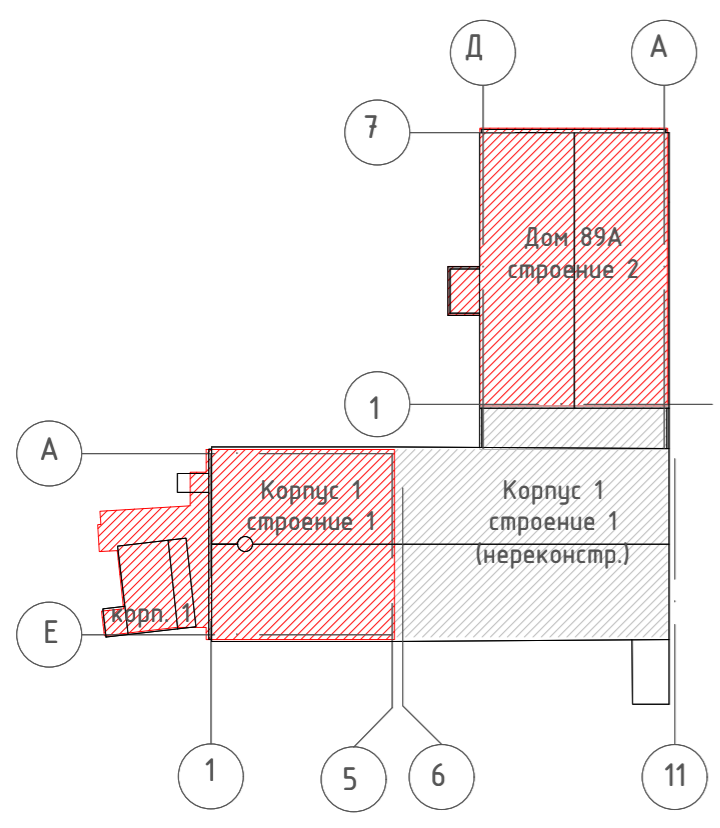 Д
А
7
Дом 89А
строение 2
1
А
Корпус 1
строение 1
Корпус 1
строение 1
(нереконстр.)
корп. 1
Е
1
5
6
11